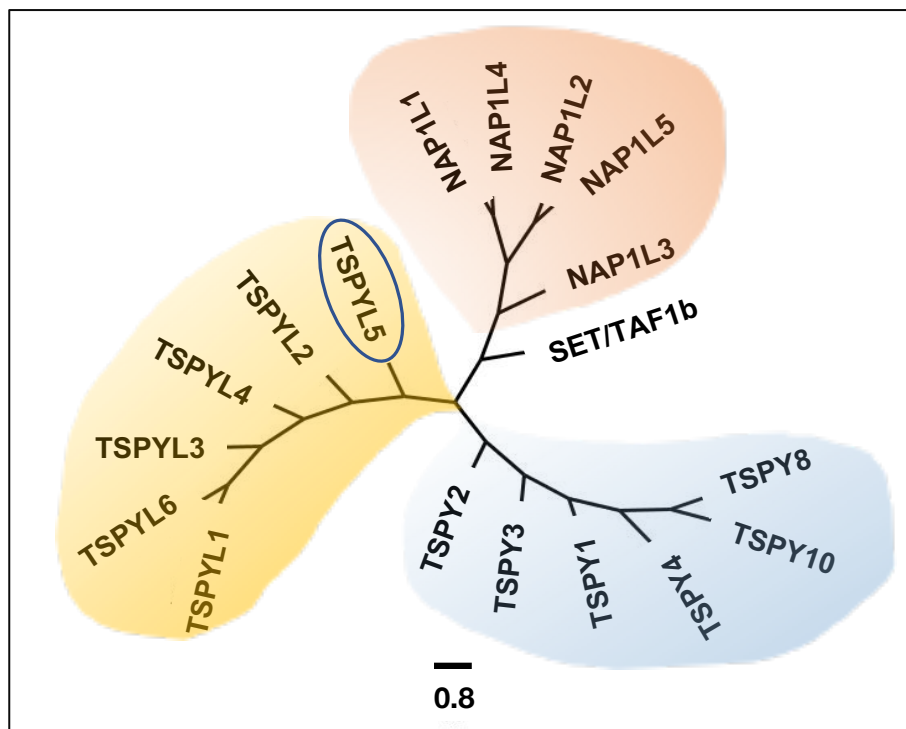 NAP1L1
NAP1L4
NAP1L2
NAP1L5
NAP1L3
SET/TAF1b
TSPYL5
TSPYL2
TSPYL4
TSPYL3
TSPYL6
TSPYL1
TSPY2
TSPY3
TSPY1
TSPY4
TSPY10
TSPY8
0.8